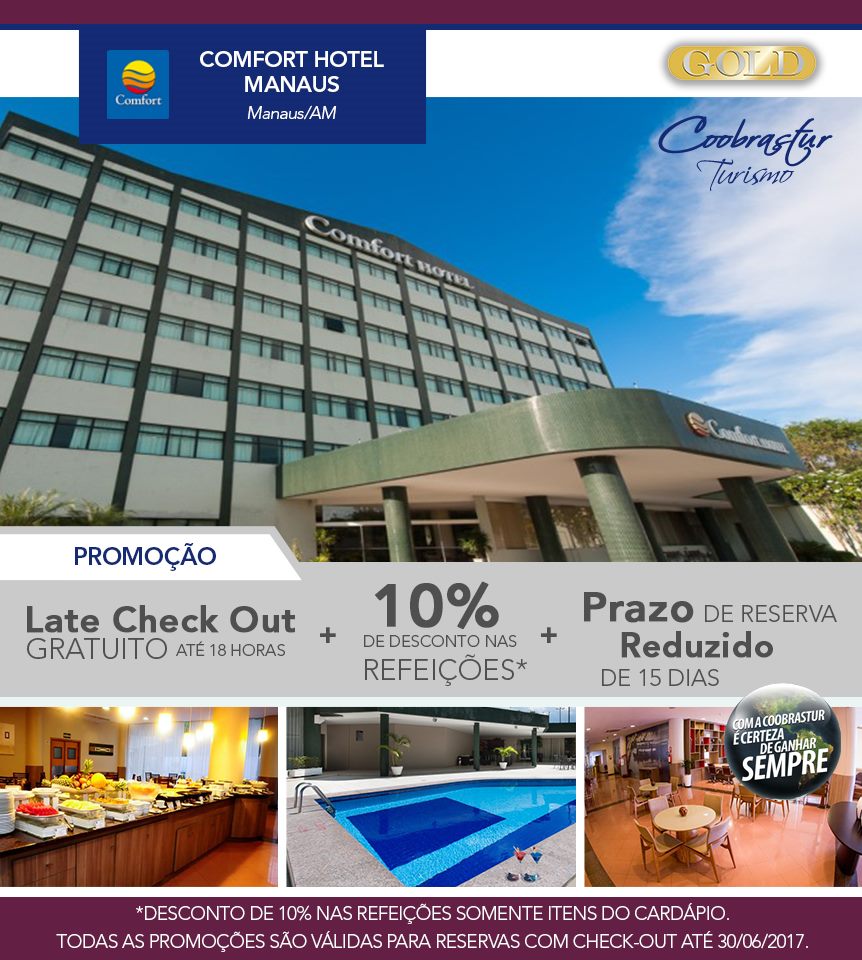 COMFORT HOTEL
MANAUS
Manaus/AM
Comfort
GOLD
Coobrastur
Turismo
Comfort HOTEL
Comfort HOTEL
PROMOÇÃO
Late Check Out
GRATUITO ATÉ 18 HORAS
+
10%
DE DESCONTO NAS
REFEIÇÕES*
+
Prazo DE RESERVA
Reduzido
DE 15 DIAS
COM A COOBRASTUR
É CERTEZA
DE GANHAR
SEMPRE
*DESCONTO DE 10% NAS REFEIÇÕES SOMENTE ITENS DO CARDÁPIO.
TODAS AS PROMOÇÕES SÃO VÁLIDAS PARA RESERVAS COM CHECK-OUT ATÉ 30/06/2017.